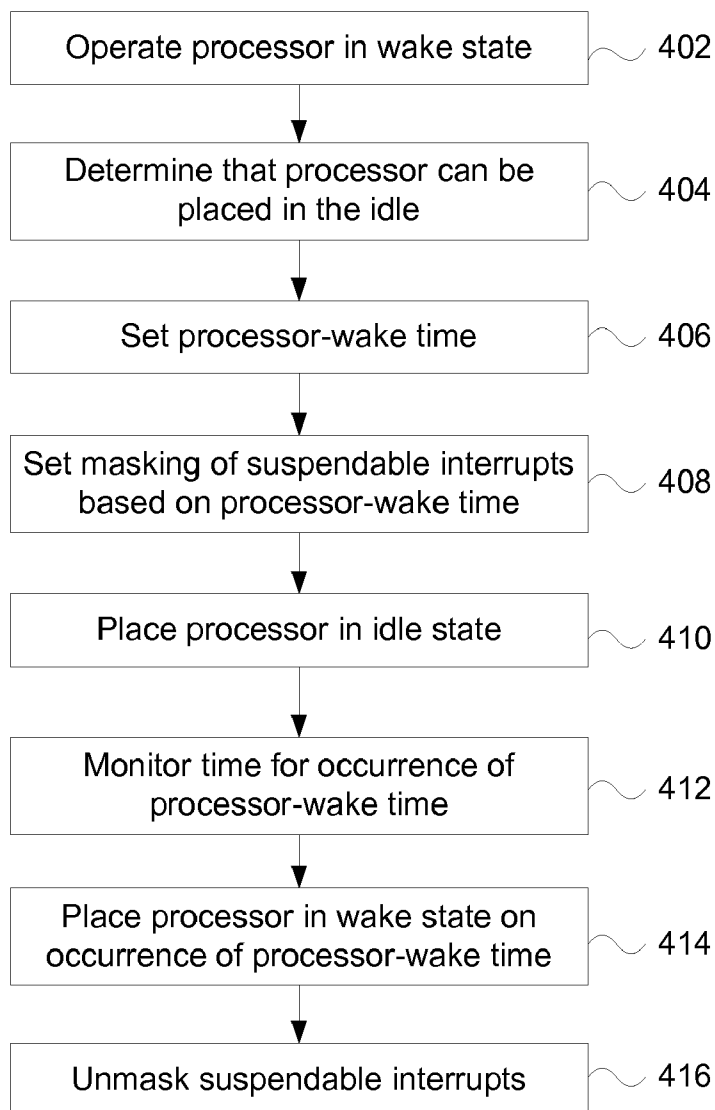 Operate processor in wake state
402
Determine that processor can be
placed in the idle
404
Set processor-wake time
406
Set masking of suspendable interrupts
based on processor-wake time
408
Place processor in idle state
410
Monitor time for occurrence of
processor-wake time
412
Place processor in wake state on
occurrence of processor-wake time
414
Unmask suspendable interrupts
416